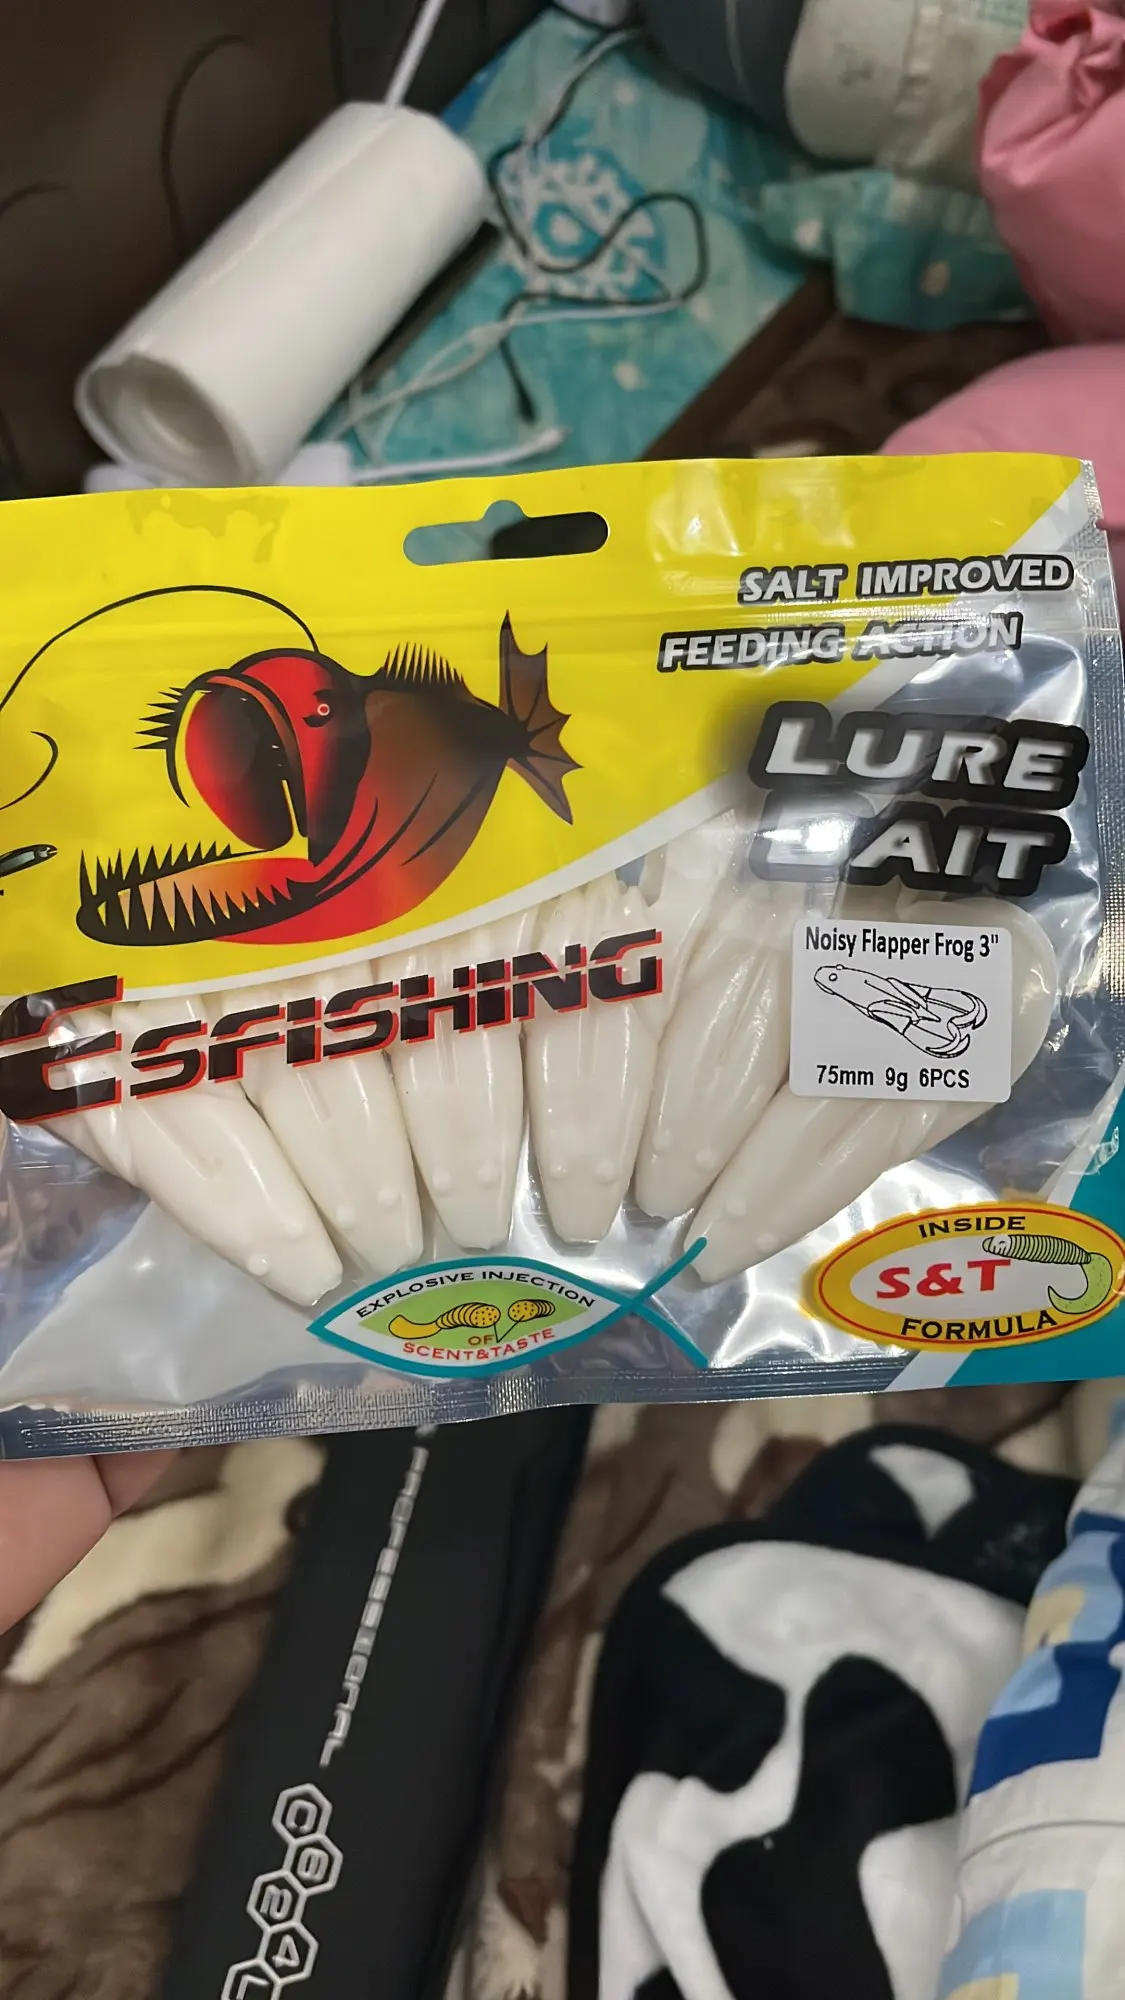 SALT IMPROVED
FEEDING ACTION
LURE
BAIT
Noisy Flapper Frog 3"
75mm 9g 6PCS
ESFISHING
EXPLOSIVE INJECTION
OF
SCENT&TASTE
INSIDE
S&T
FORMULA